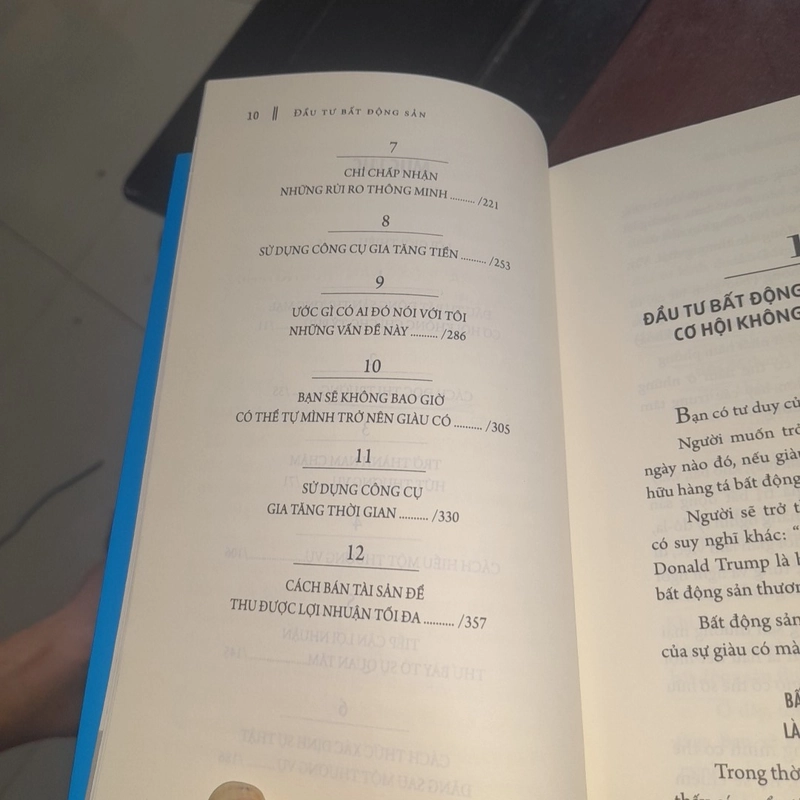 10 ‖ ĐẦU TƯ BẤT ĐỘNG SẢN
7
CHỈ CHẤP NHẬN
NHỮNG RỦI RO THÔNG MINH .......... /221
8
SỬ DỤNG CÔNG CỤ GIA TĂNG TIỀN .......... /253
9
ƯỚC GÌ CÓ AI ĐÓ NÓI VỚI TÔI
NHỮNG VẤN ĐỀ NÀY .......... /286
10
BẠN SẼ KHÔNG BAO GIỜ
CÓ THỂ TỰ MÌNH TRỞ NÊN GIÀU CÓ .......... /305
11
SỬ DỤNG CÔNG CỤ
GIA TĂNG THỜI GIAN .......... /330
12
CÁCH BÁN TÀI SẢN ĐỂ
THU ĐƯỢC LỢI NHUẬN TỐI ĐA .......... /357
1
ĐẦU TƯ BẤT ĐỘNG
CƠ HỘI KHÔNG
Bạn có tư duy củ
Người muốn trở
ngày nào đó, nếu giàu
hữu hàng tá bất động
Người sẽ trở t
có suy nghĩ khác: “
Donald Trump là
bất động sản thươn
Bất động sản
của sự giàu có mà
BẤ
LÀ
Trong thờ